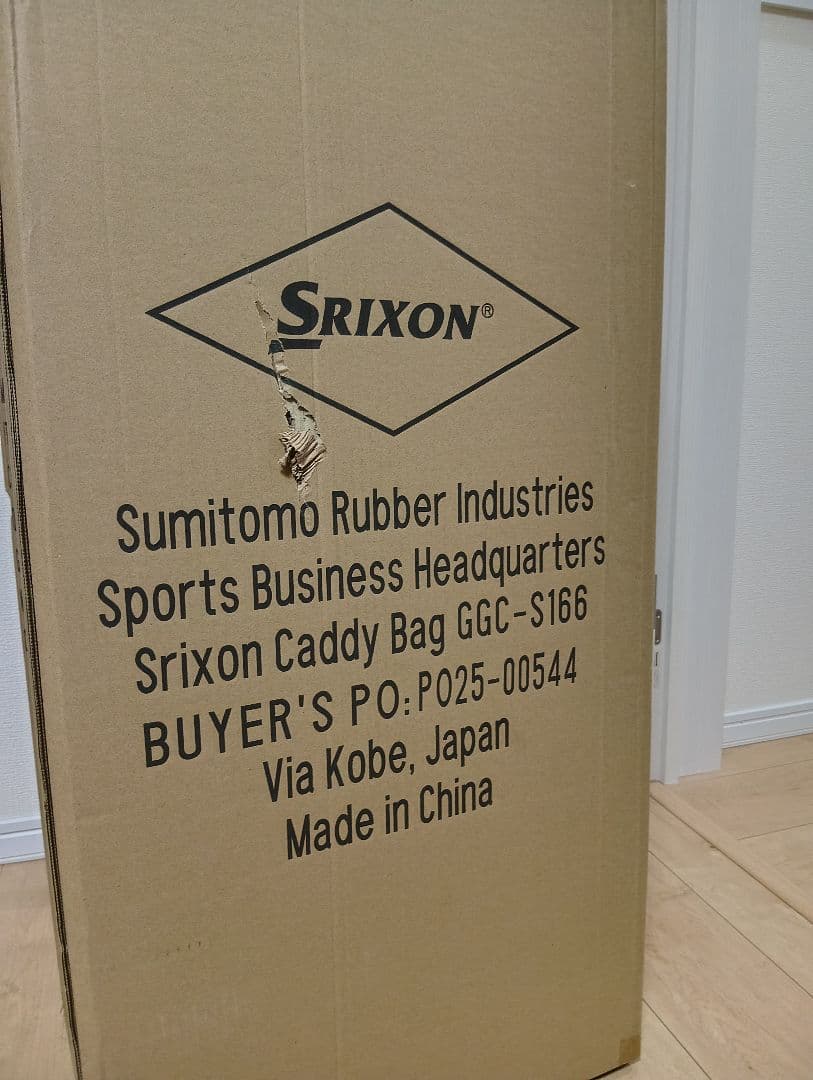 SRIXON®
Sumitomo Rubber Industries
Sports Business Headquarters
Srixon Caddy Bag GGC-S166
BUYER'S PO:PO25-00544
Via Kobe, Japan
Made in China